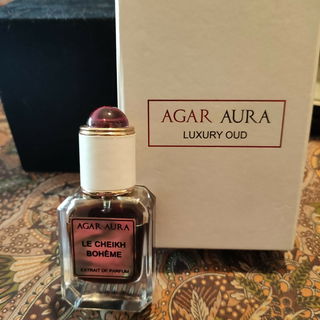 AGAR AURA
LUXURY OUD
AGAR AURA
LE CHEIKH
BOHÈME
EXTRAIT DE PARFUM